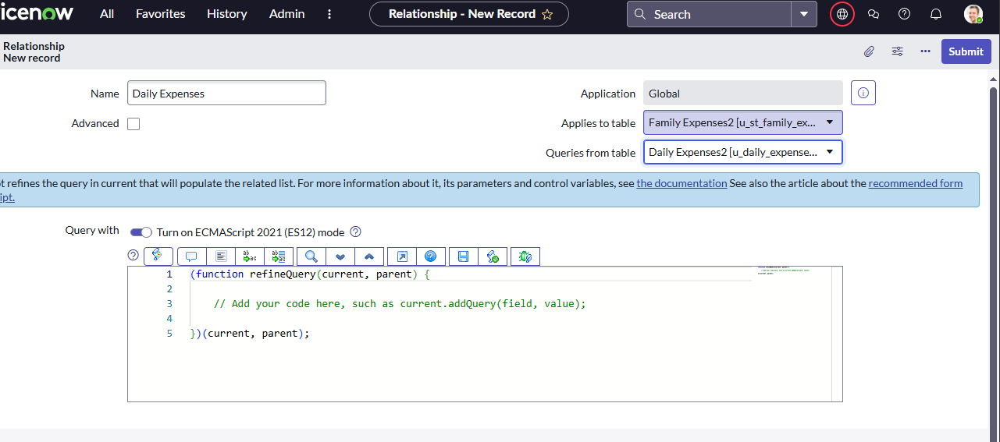 icenow All Favorites History Admin Relationship - New Record Search
Relationship
New record
Submit
Name Daily Expenses
Application Global
Advanced
Applies to table Family Expenses2 [u_st_family_ex...
Queries from table Daily Expenses2 [u_daily_expense...
ot refines the query in current that will populate the related list. For more information about it, its parameters and control variables, see the documentation See also the article about the recommended form
ipt.
Query with Turn on ECMAScript 2021 (ES12) mode
1 (function refineQuery(current, parent) {
2
3 // Add your code here, such as current.addQuery(field, value);
4
5 })(current, parent);